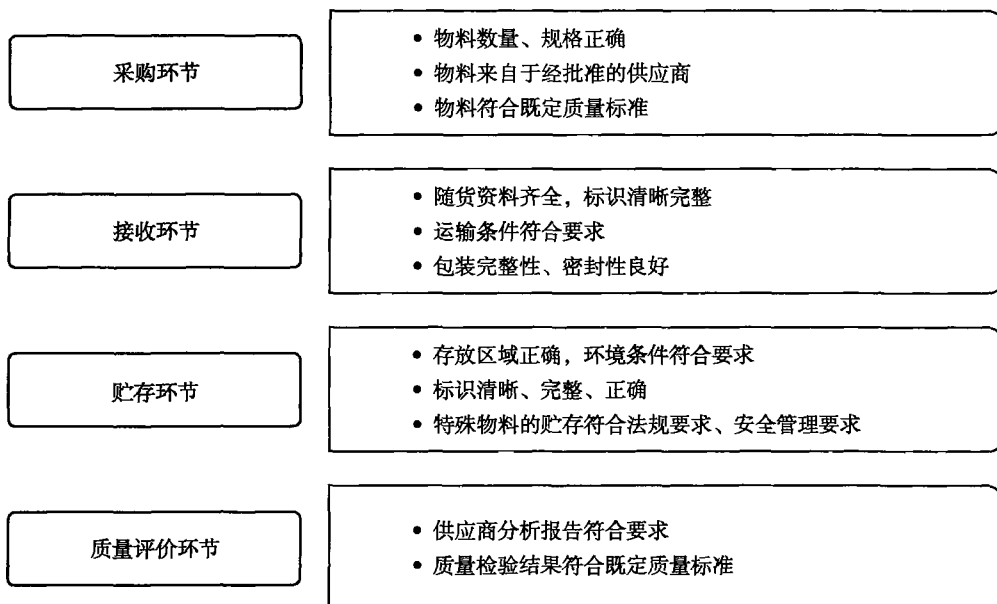 采购环节
• 物料数量、规格正确
• 物料来自于经批准的供应商
• 物料符合既定质量标准
接收环节
• 随货资料齐全，标识清晰完整
• 运输条件符合要求
• 包装完整性、密封性良好
贮存环节
• 存放区域正确，环境条件符合要求
• 标识清晰、完整、正确
• 特殊物料的贮存符合法规要求、安全管理要求
质量评价环节
• 供应商分析报告符合要求
• 质量检验结果符合既定质量标准